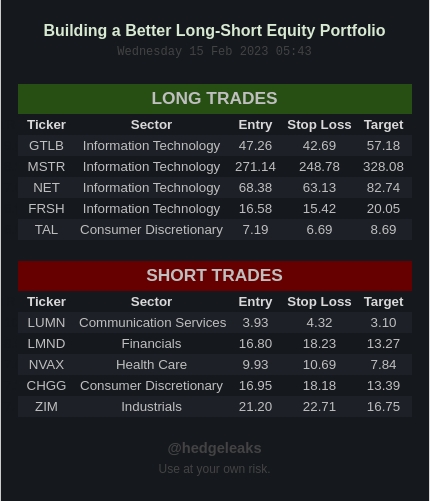 Building a Better Long-Short Equity Portfolio
Wednesday 15 Feb 2023 05:43
LONG TRADES
Ticker Sector Entry Stop Loss Target
GTLB Information Technology 47.26 42.69 57.18
MSTR Information Technology 271.14 248.78 328.08
NET Information Technology 68.38 63.13 82.74
FRSH Information Technology 16.58 15.42 20.05
TAL Consumer Discretionary 7.19 6.69 8.69
SHORT TRADES
Ticker Sector Entry Stop Loss Target
LUMN Communication Services 3.93 4.32 3.10
LMND Financials 16.80 18.23 13.27
NVAX Health Care 9.93 10.69 7.84
CHGG Consumer Discretionary 16.95 18.18 13.39
ZIM Industrials 21.20 22.71 16.75
@hedgeleaks
Use at your own risk.